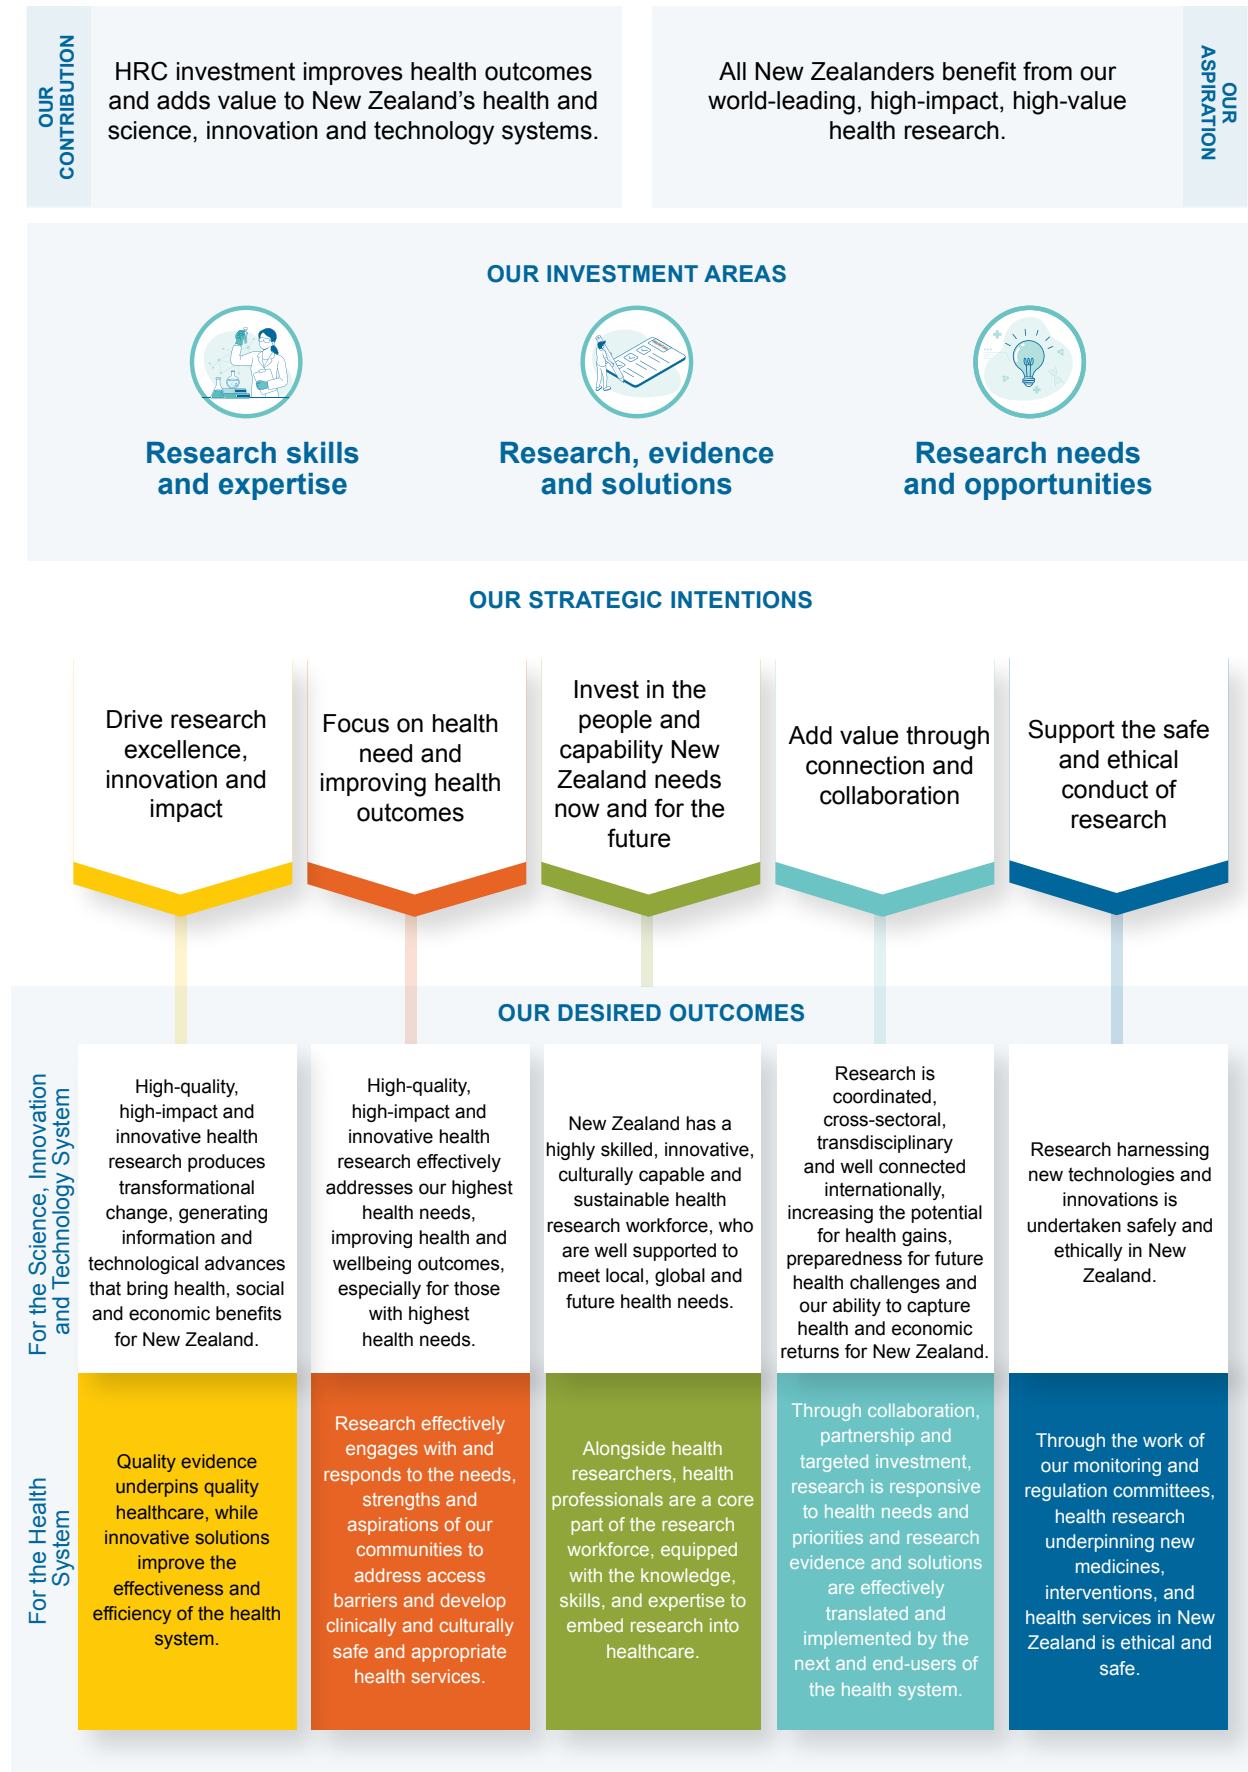 OUR
CONTRIBUTION
HRC investment improves health outcomes
and adds value to New Zealand's health and
science, innovation and technology systems.
All New Zealanders benefit from our
world-leading, high-impact, high-value
health research.
OUR
ASPIRATION
OUR INVESTMENT AREAS
Research skills
and expertise
Research, evidence
and solutions
Research needs
and opportunities
OUR STRATEGIC INTENTIONS
Drive research
excellence,
innovation and
impact
Focus on health
need and
improving health
outcomes
Invest in the
people and
capability New
Zealand needs
now and for the
future
Add value through
connection and
collaboration
Support the safe
and ethical
conduct of
research
OUR DESIRED OUTCOMES
For the Science, Innovation
and Technology System
High-quality,
high-impact and
innovative health
research produces
transformational
change, generating
information and
technological advances
that bring health, social
and economic benefits
for New Zealand.
High-quality,
high-impact and
innovative health
research effectively
addresses our highest
health needs,
improving health and
wellbeing outcomes,
especially for those
with highest
health needs.
New Zealand has a
highly skilled, innovative,
culturally capable and
sustainable health
research workforce, who
are well supported to
meet local, global and
future health needs.
Research is
coordinated,
cross-sectoral,
transdisciplinary
and well connected
internationally,
increasing the potential
for health gains,
preparedness for future
health challenges and
our ability to capture
health and economic
returns for New Zealand.
Research harnessing
new technologies and
innovations is
undertaken safely and
ethically in New
Zealand.
For the Health
System
Quality evidence
underpins quality
healthcare, while
innovative solutions
improve the
effectiveness and
efficiency of the health
system.
Research effectively
engages with and
responds to the needs,
strengths and
aspirations of our
communities to
address access
barriers and develop
clinically and culturally
safe and appropriate
health services.
Alongside health
researchers, health
professionals are a core
part of the research
workforce, equipped
with the knowledge,
skills, and expertise to
embed research into
healthcare.
Through collaboration,
partnership and
targeted investment,
research is responsive
to health needs and
priorities and research
evidence and solutions
are effectively
translated and
implemented by the
next and end-users of
the health system.
Through the work of
our monitoring and
regulation committees,
health research
underpinning new
medicines,
interventions, and
health services in New
Zealand is ethical and
safe.